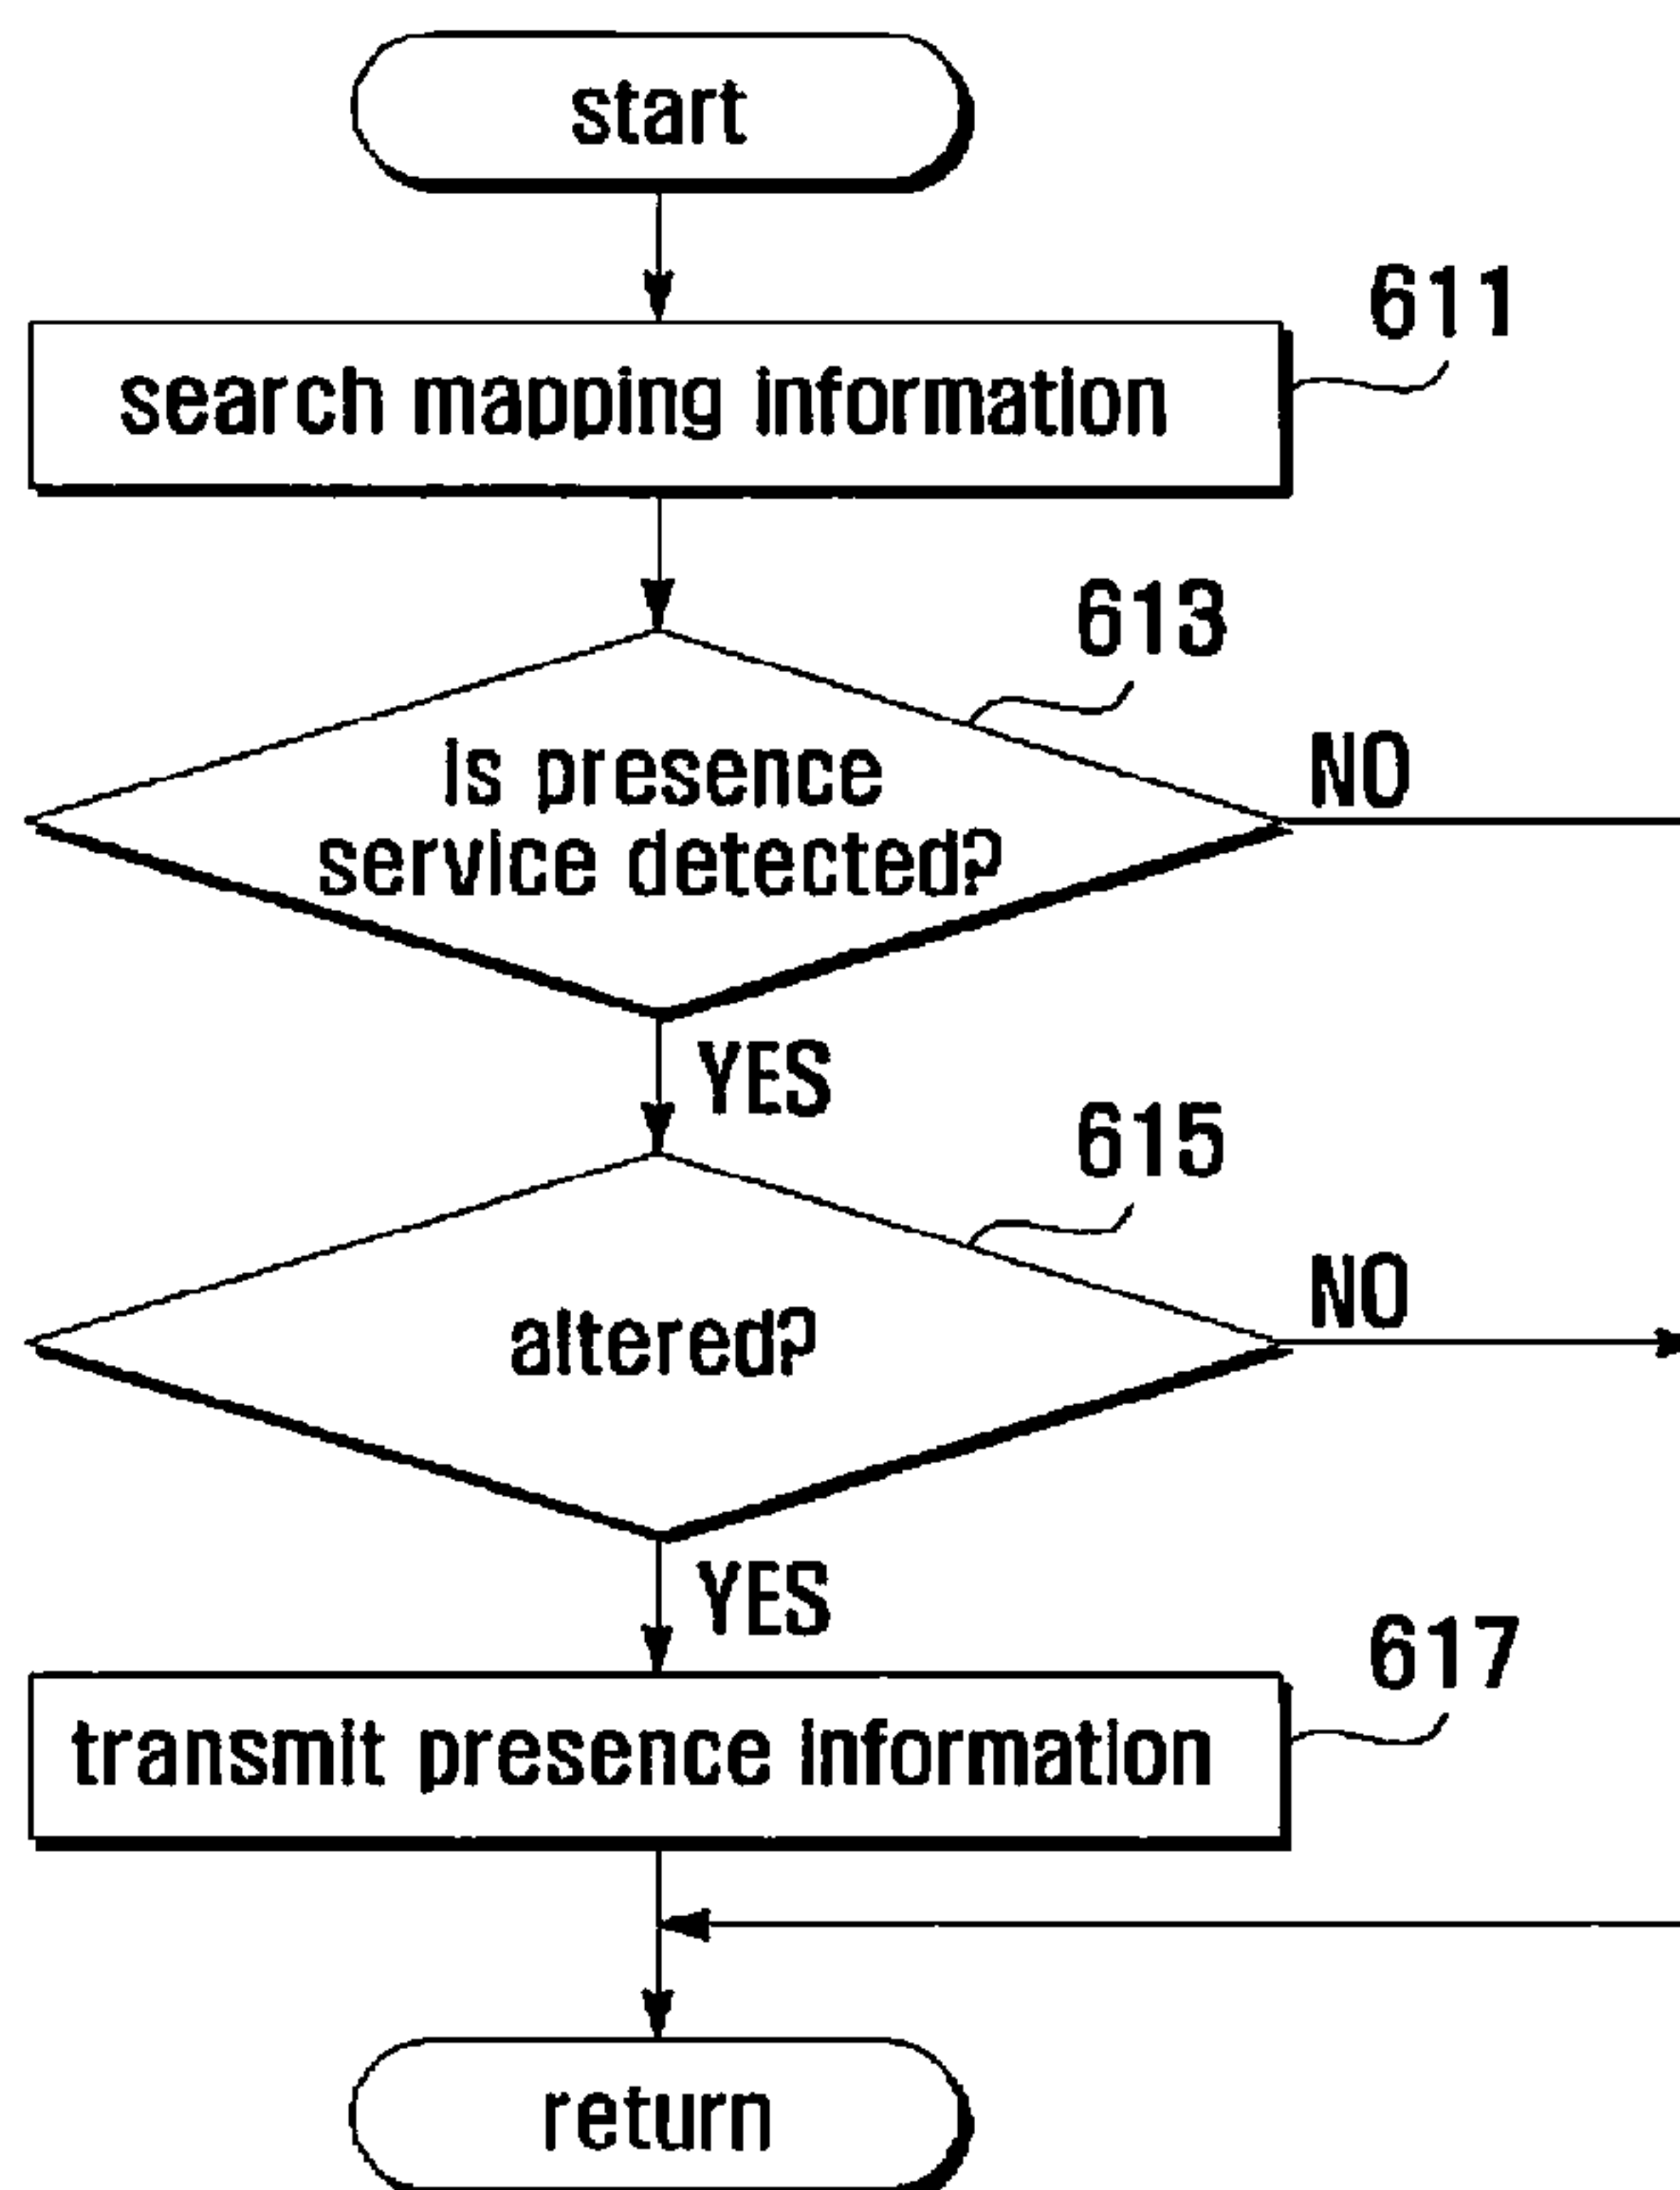 start
611
search mapping information
613
Is presence
service detected?
NO
YES
615
altered?
NO
YES
617
transmit presence information
return